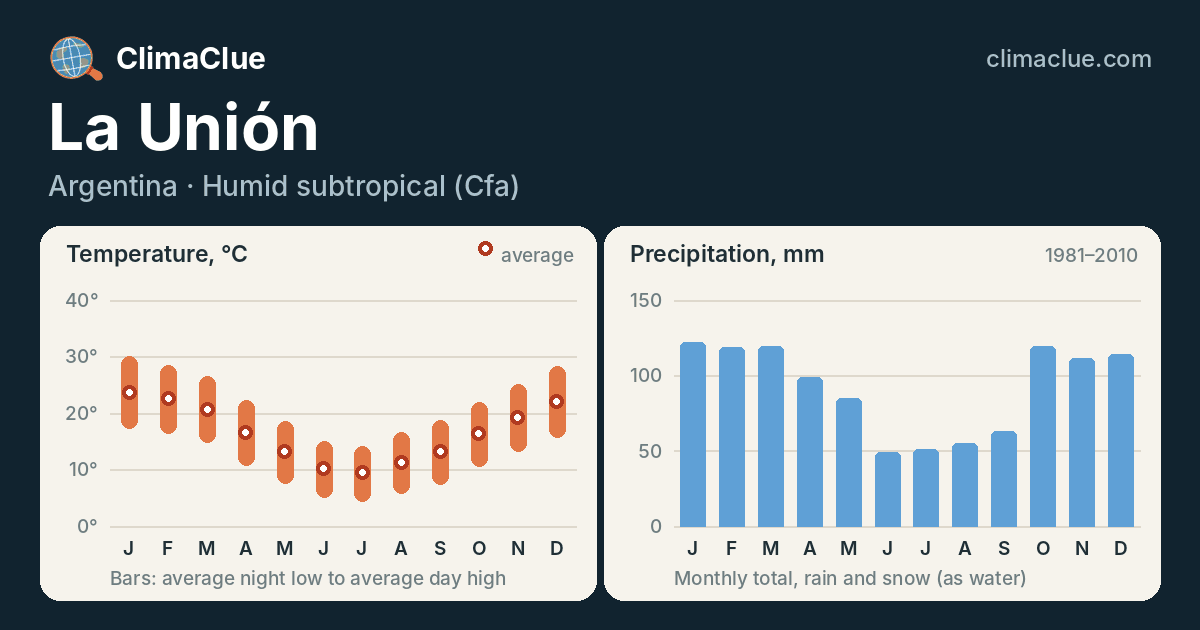 ClimaClue
climaclue.com
La Unión
Argentina · Humid subtropical (Cfa)
Temperature, °C
average
40°
30°
20°
10°
0°
J F M A M J J A S O N D
Bars: average night low to average day high
Precipitation, mm
1981–2010
150
100
50
0
J F M A M J J A S O N D
Monthly total, rain and snow (as water)